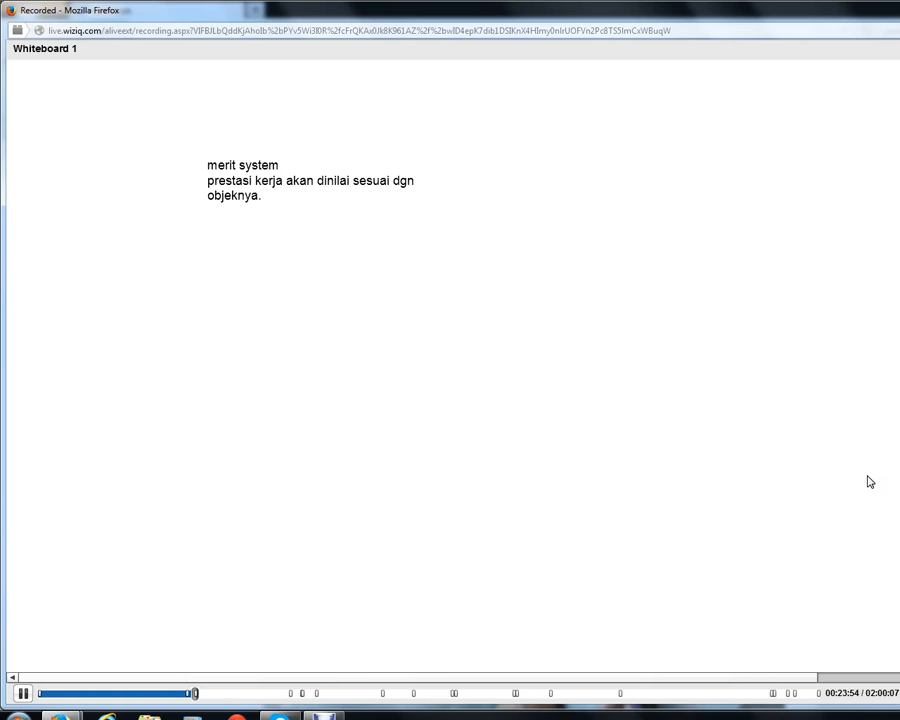 Recorded - Mozilla Firefox
Whiteboard 1
merit system
prestasi kerja akan dinilai sesuai dgn
objeknya.
00:23:54 / 02:00:07